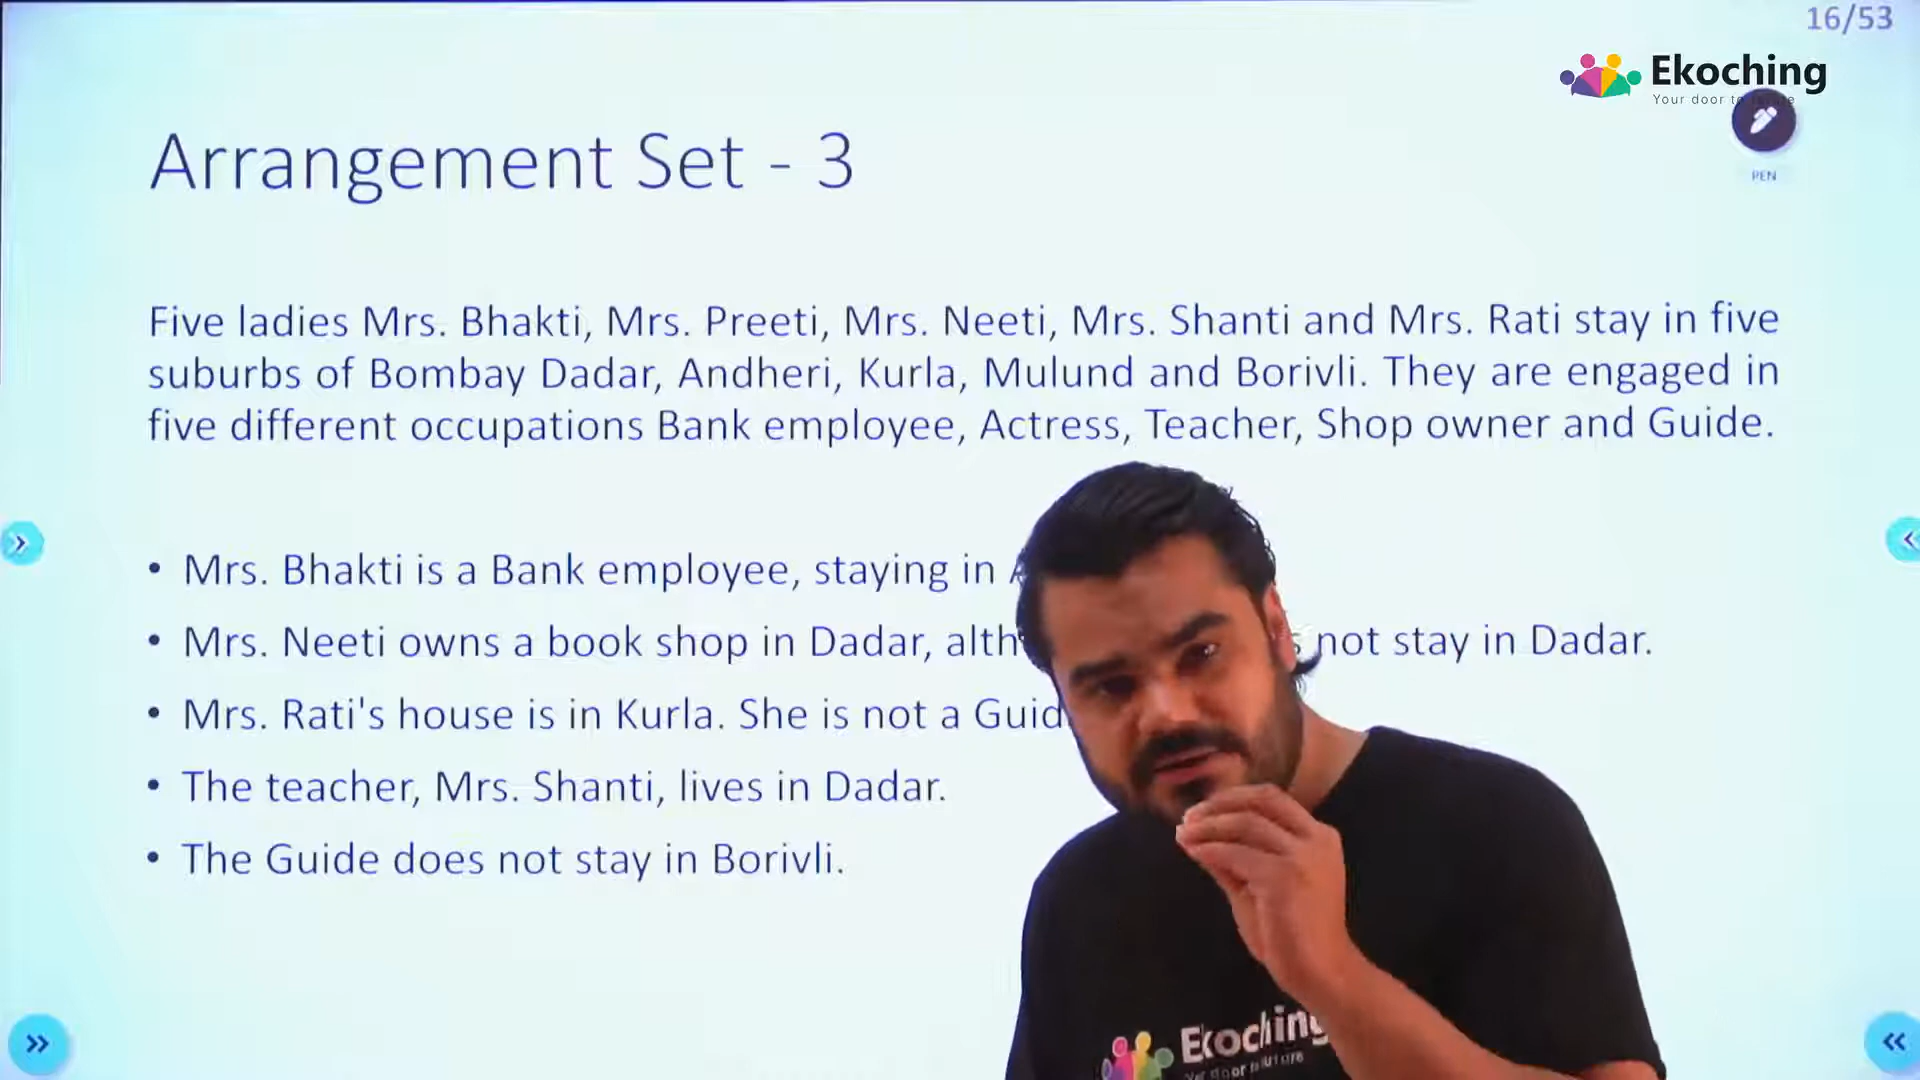 16/53
Ekoching
Your door to
PEN
Arrangement Set - 3
Five ladies Mrs. Bhakti, Mrs. Preeti, Mrs. Neeti, Mrs. Shanti and Mrs. Rati stay in five
suburbs of Bombay Dadar, Andheri, Kurla, Mulund and Borivli. They are engaged in
five different occupations Bank employee, Actress, Teacher, Shop owner and Guide.
• Mrs. Bhakti is a Bank employee, staying in
• Mrs. Neeti owns a book shop in Dadar, not stay in Dadar.
• Mrs. Rati's house is in Kurla. She is not a
• The teacher, Mrs. Shanti, lives in Dadar.
• The Guide does not stay in Borivli.
Ekoching